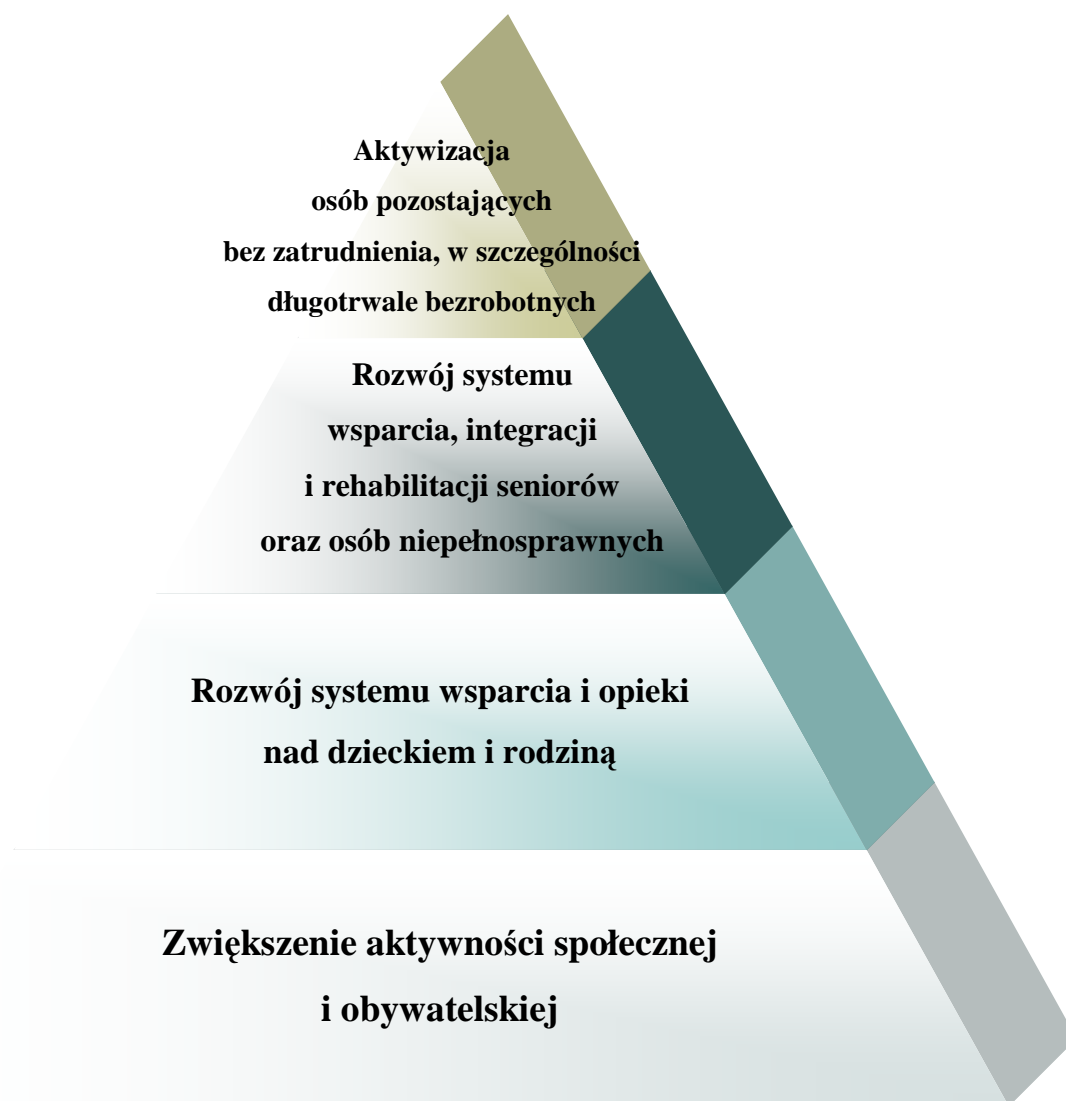 Aktywizacja
osób pozostających
bez zatrudnienia, w szczególności
długotrwale bezrobotnych
Rozwój systemu
wsparcia, integracji
i rehabilitacji seniorów
oraz osób niepełnosprawnych
Rozwój systemu wsparcia i opieki
nad dzieckiem i rodziną
Zwiększenie aktywności społecznej
i obywatelskiej